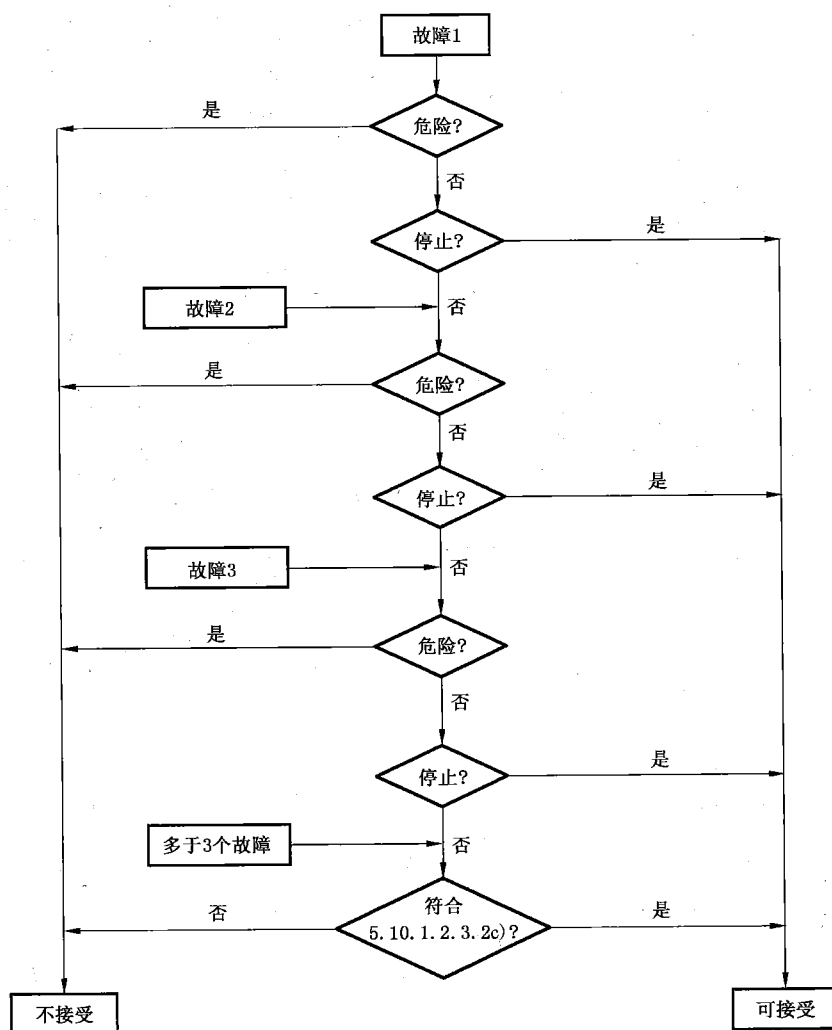 故障1
是
危险?
否
停止?
是
故障2
否
是
危险?
否
停止?
是
故障3
否
是
危险?
否
停止?
是
多于3个故障
否
否
符合
5.10.1.2.3.2c)?
是
不接受
可接受